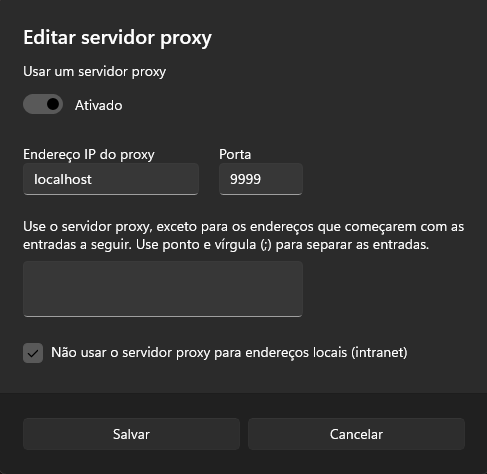 Editar servidor proxy
Usar um servidor proxy
Ativado
Endereço IP do proxy
Porta
localhost
9999
Use o servidor proxy, exceto para os endereços que começarem com as
entradas a seguir. Use ponto e vírgula (;) para separar as entradas.
Não usar o servidor proxy para endereços locais (intranet)
Salvar
Cancelar